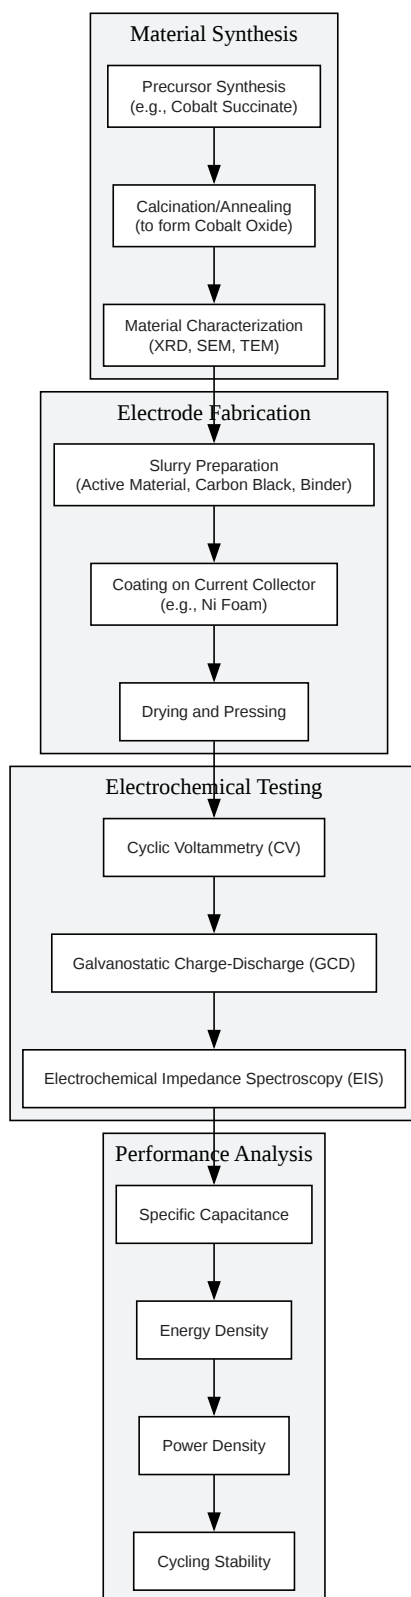 Material Synthesis
Precursor Synthesis
(e.g., Cobalt Succinate)
Calcination/Annealing
(to form Cobalt Oxide)
Material Characterization
(XRD, SEM, TEM)
Electrode Fabrication
Slurry Preparation
(Active Material, Carbon Black, Binder)
Coating on Current Collector
(e.g., Ni Foam)
Drying and Pressing
Electrochemical Testing
Cyclic Voltammetry (CV)
Galvanostatic Charge-Discharge (GCD)
Electrochemical Impedance Spectroscopy (EIS)
Performance Analysis
Specific Capacitance
Energy Density
Power Density
Cycling Stability